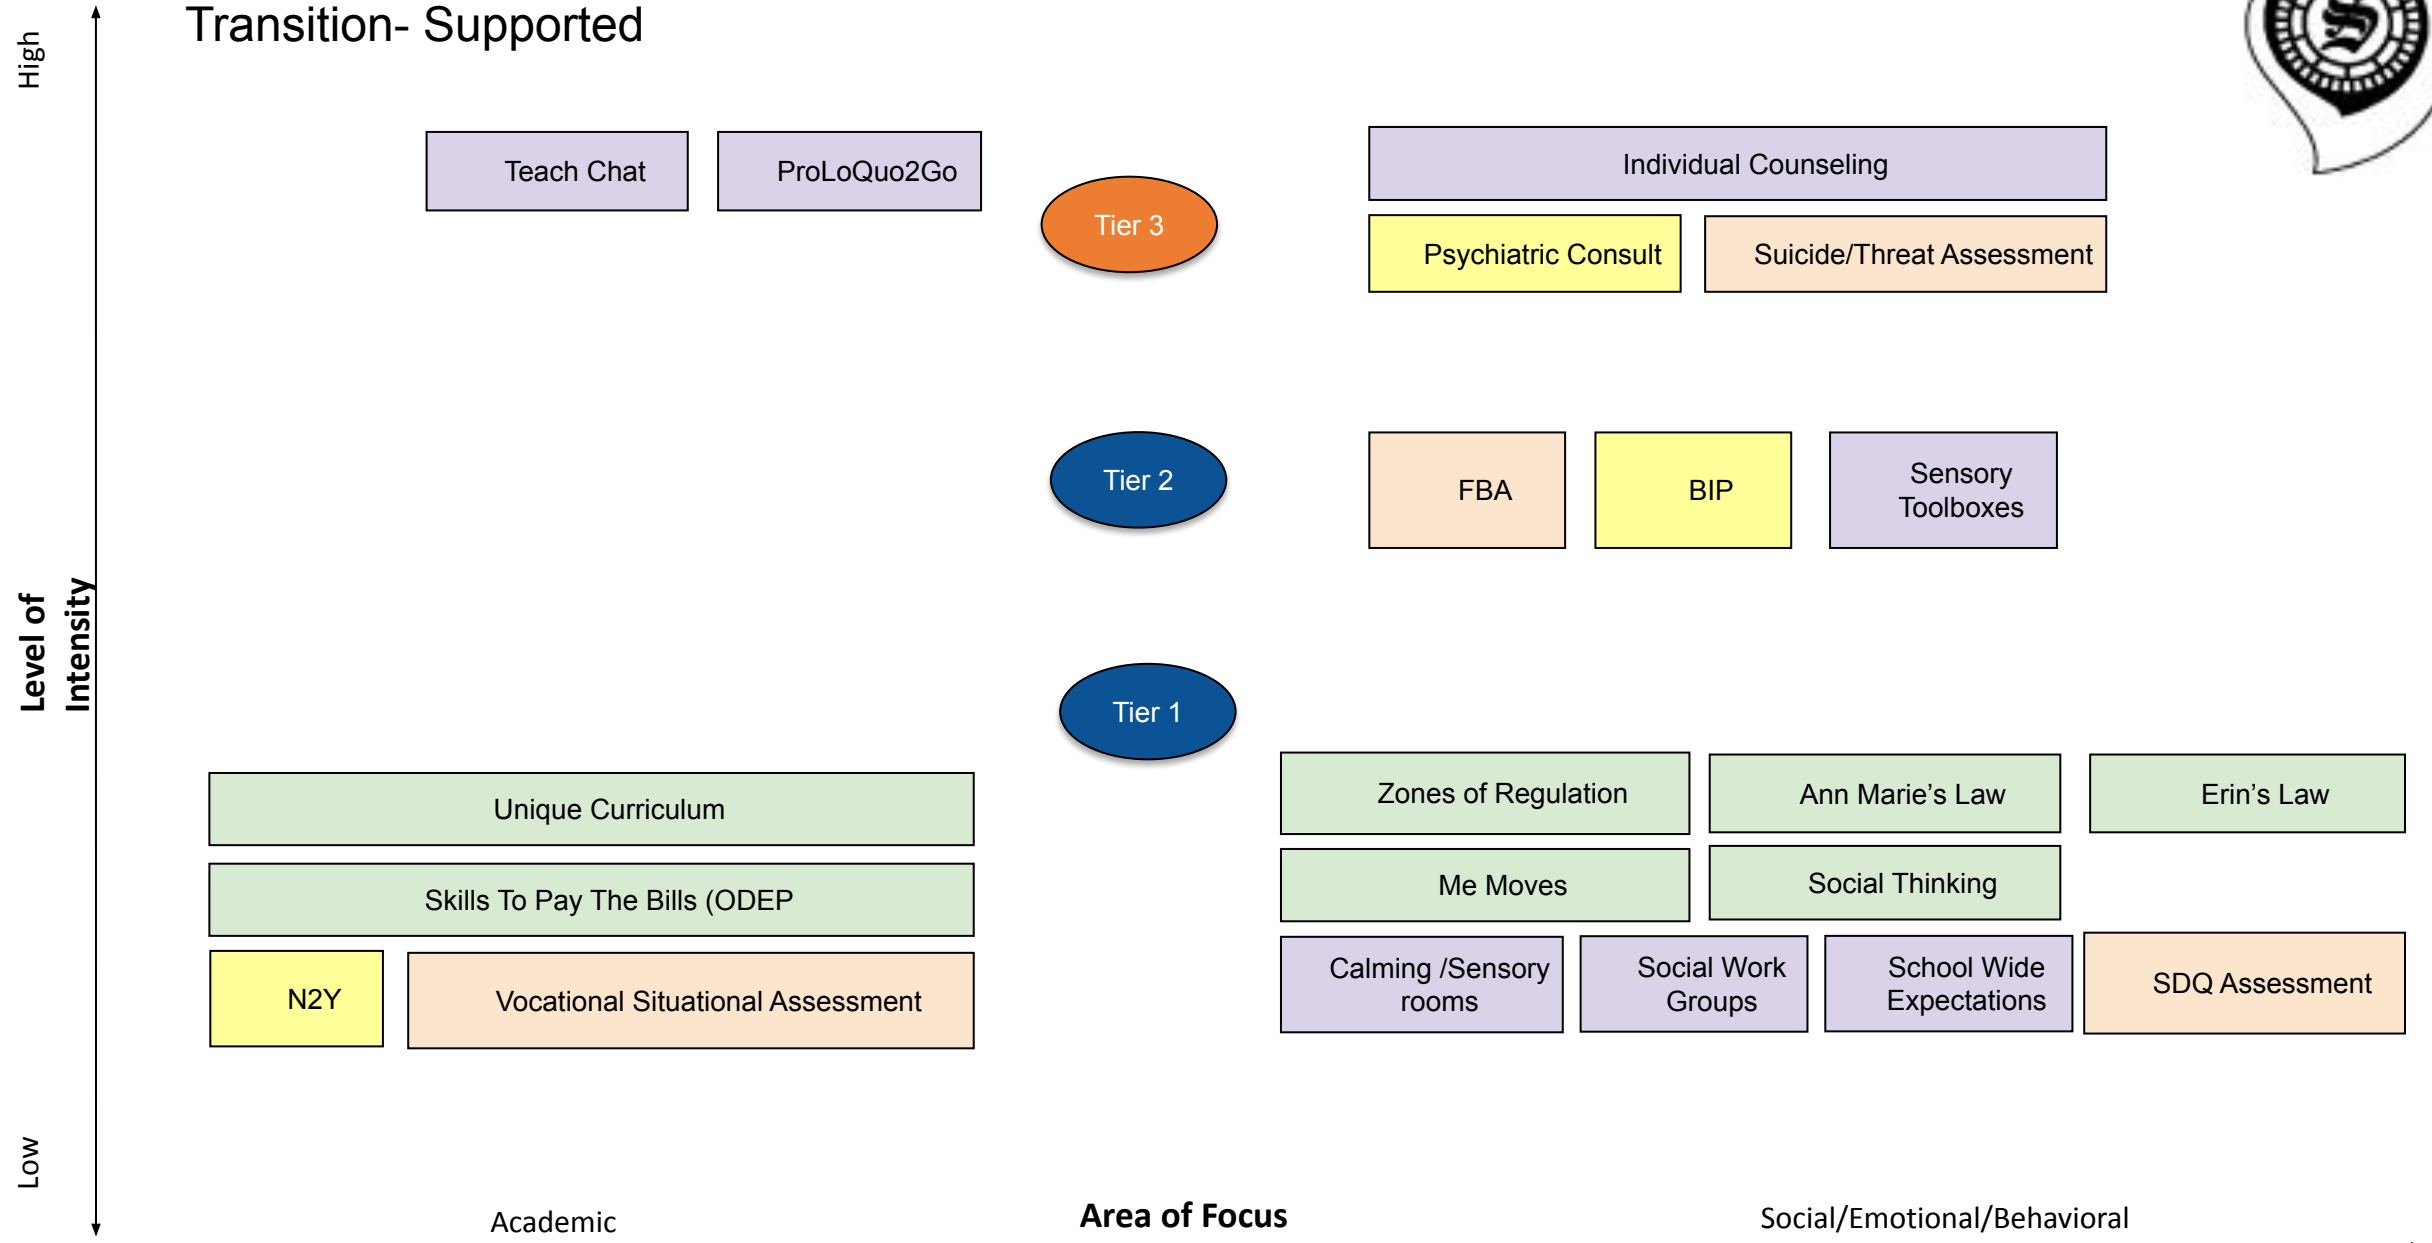 Transition- Supported
High
Teach Chat
ProLoQuo2Go
Tier 3
Individual Counseling
Psychiatric Consult
Suicide/Threat Assessment
Tier 2
FBA
BIP
Sensory
Toolboxes
Level of
Intensity
Tier 1
Unique Curriculum
Skills To Pay The Bills (ODEP
N2Y
Vocational Situational Assessment
Zones of Regulation
Ann Marie’s Law
Erin’s Law
Me Moves
Social Thinking
Calming /Sensory
rooms
Social Work
Groups
School Wide
Expectations
SDQ Assessment
Low
Academic
Area of Focus
Social/Emotional/Behavioral
S